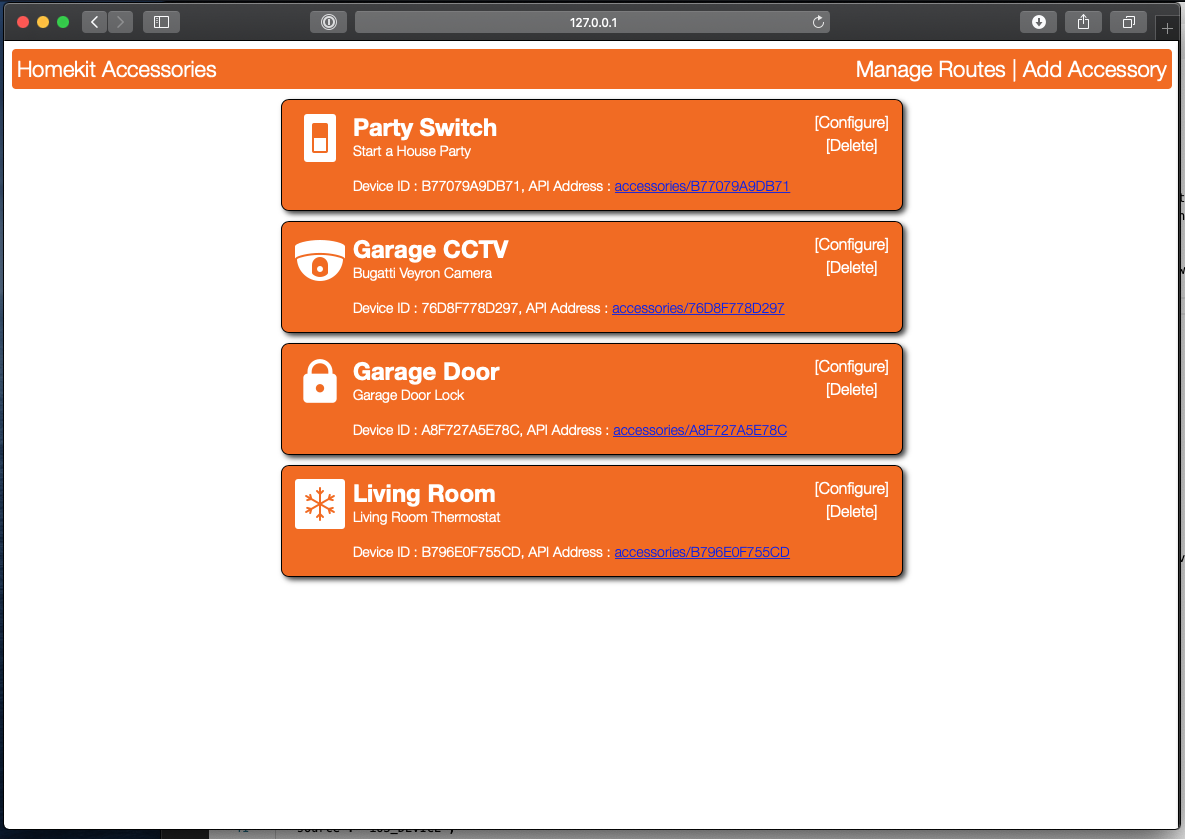 127.0.0.1
Homekit Accessories
Manage Routes | Add Accessory
Party Switch
[Configure]
Start a House Party
[Delete]
Device ID : B77079A9DB71, API Address : accessories/B77079A9DB71
Garage CCTV
[Configure]
Bugatti Veyron Camera
[Delete]
Device ID : 76D8F778D297, API Address : accessories/76D8F778D297
Garage Door
[Configure]
Garage Door Lock
[Delete]
Device ID : A8F727A5E78C, API Address : accessories/A8F727A5E78C
Living Room
[Configure]
Living Room Thermostat
[Delete]
Device ID : B796E0F755CD, API Address : accessories/B796E0F755CD